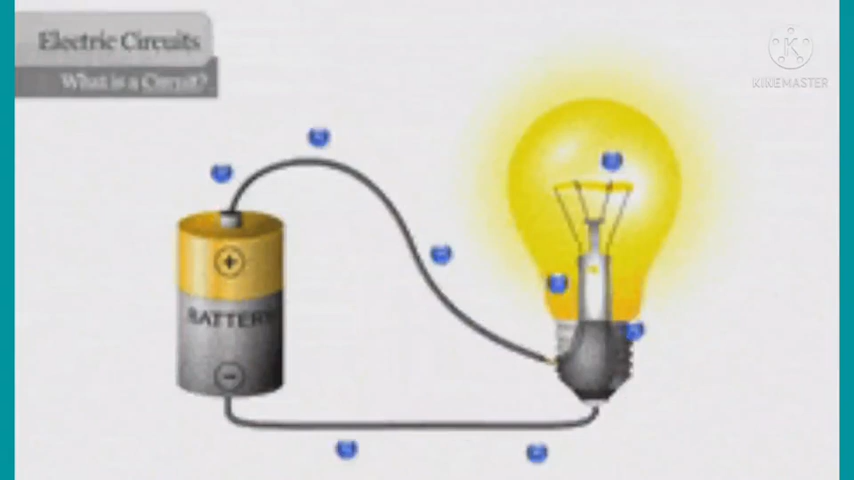 Electric Circuits
What is a Circuit?
K
KINEMASTER
+
BATTERY
−